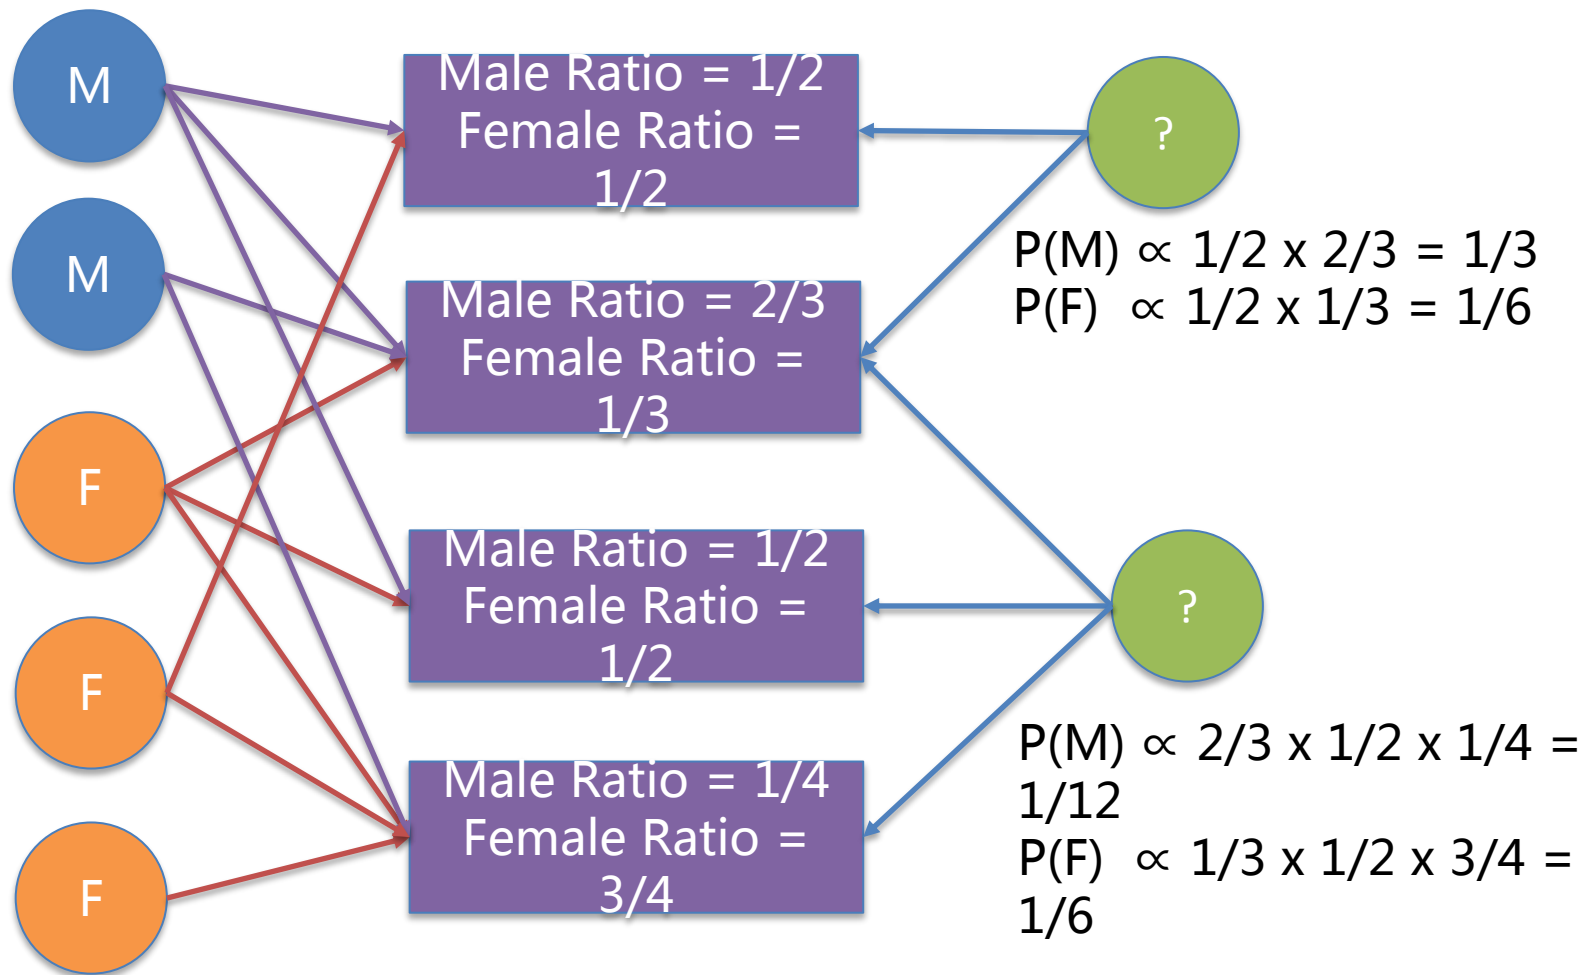 M
M
F
F
F
Male Ratio = 1/2
Female Ratio =
1/2
Male Ratio = 2/3
Female Ratio =
1/3
Male Ratio = 1/2
Female Ratio =
1/2
Male Ratio = 1/4
Female Ratio =
3/4
?
P(M) ∝ 1/2 x 2/3 = 1/3
P(F) ∝ 1/2 x 1/3 = 1/6
?
P(M) ∝ 2/3 x 1/2 x 1/4 =
1/12
P(F) ∝ 1/3 x 1/2 x 3/4 =
1/6